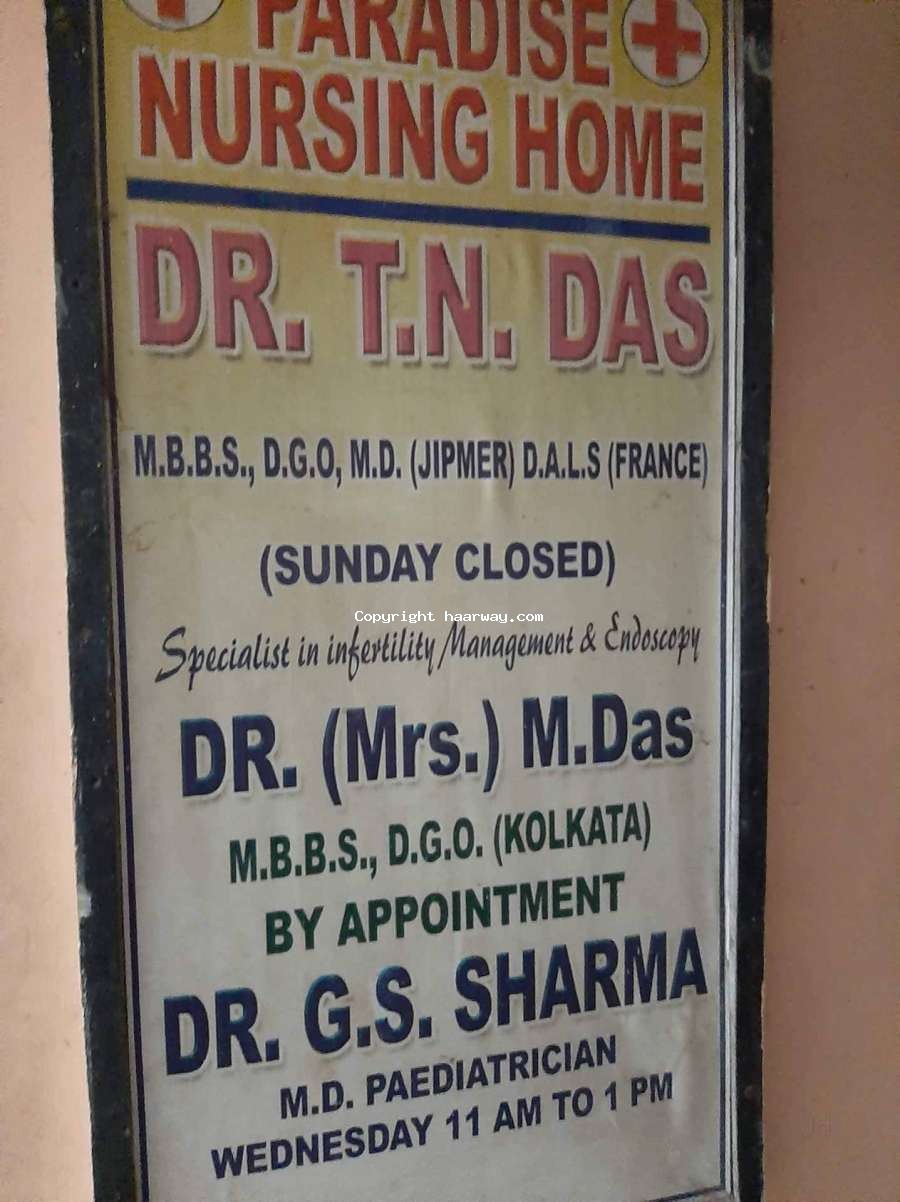 PARADISE
NURSING HOME
DR. T.N. DAS
M.B.B.S., D.G.O, M.D. (JIPMER) D.A.L.S (FRANCE)
(SUNDAY CLOSED)
Copyright haarway.com
Specialist in infertility Management & Endoscopy
DR. (Mrs.) M.Das
M.B.B.S., D.G.O. (KOLKATA)
BY APPOINTMENT
DR. G.S. SHARMA
M.D. PAEDIATRICIAN
WEDNESDAY 11 AM TO 1 PM